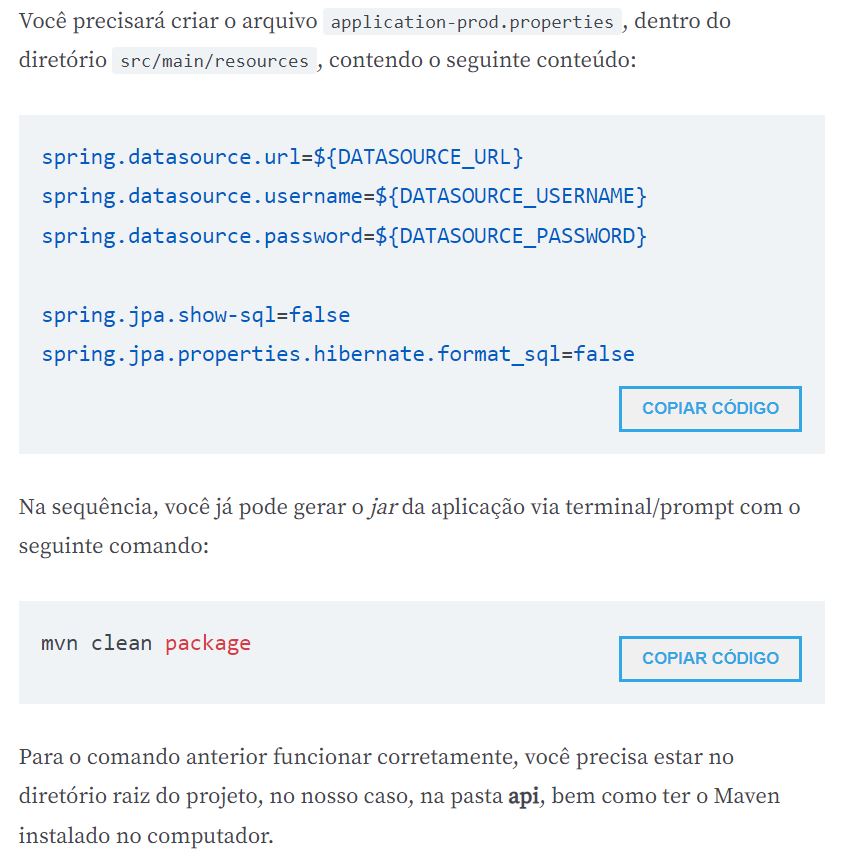 Você precisará criar o arquivo application-prod.properties, dentro do
diretório src/main/resources, contendo o seguinte conteúdo:
spring.datasource.url=${DATASOURCE_URL}
spring.datasource.username=${DATASOURCE_USERNAME}
spring.datasource.password=${DATASOURCE_PASSWORD}
spring.jpa.show-sql=false
spring.jpa.properties.hibernate.format_sql=false
COPIAR CÓDIGO
Na sequência, você já pode gerar o jar da aplicação via terminal/prompt com o
seguinte comando:
mvn clean package
COPIAR CÓDIGO
Para o comando anterior funcionar corretamente, você precisa estar no
diretório raiz do projeto, no nosso caso, na pasta api, bem como ter o Maven
instalado no computador.